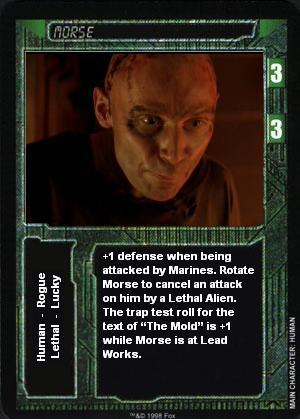 MORSE
3
3
Human - Rogue
Lethal - Lucky
+1 defense when being
attacked by Marines. Rotate
Morse to cancel an attack
on him by a Lethal Alien.
The trap test roll for the
text of “The Mold” is +1
while Morse is at Lead
Works.
MAIN CHARACTER: HUMAN
™&© 1998 Fox